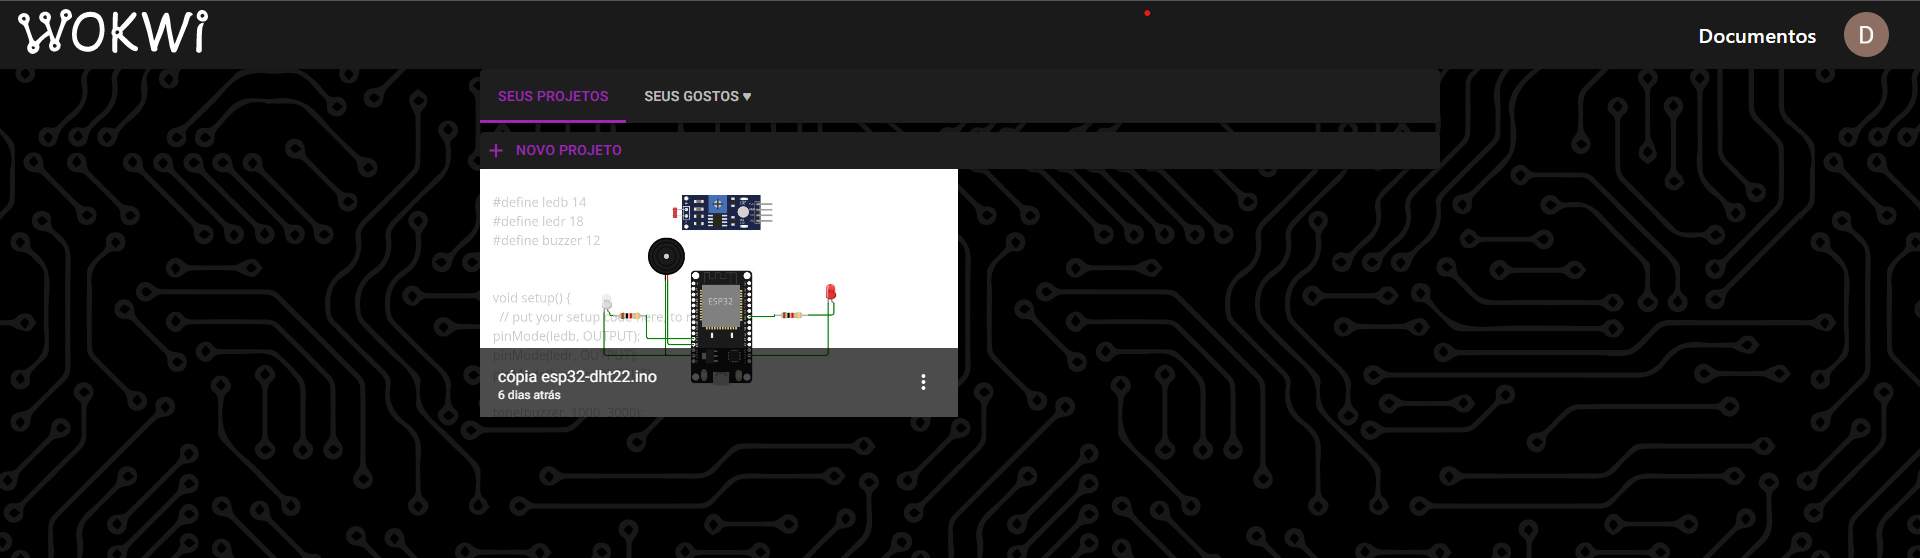 WOKWi
Documentos
D
SEUS PROJETOS
SEUS GOSTOS ♥
+ NOVO PROJETO
#define ledb 14
#define ledr 18
#define buzzer 12
ESP32
void setup() {
// put your setup code here, to r
pinMode(ledb, OUTPUT);
pinMode(ledr, OUTPUT);
cópia esp32-dht22.ino
6 dias atrás
tone(buzzer, 1000, 3000);